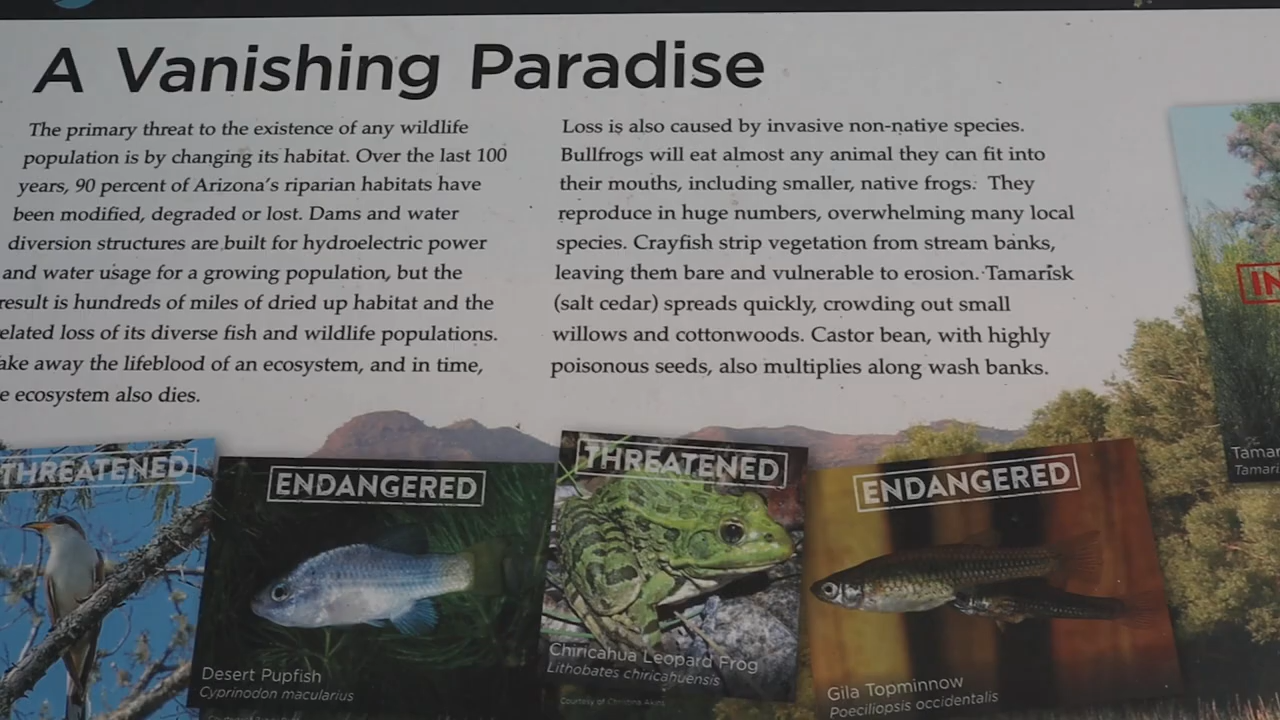 A Vanishing Paradise
The primary threat to the existence of any wildlife
population is by changing its habitat. Over the last 100
years, 90 percent of Arizona's riparian habitats have
been modified, degraded or lost. Dams and water
diversion structures are built for hydroelectric power
and water usage for a growing population, but the
result is hundreds of miles of dried up habitat and the
elated loss of its diverse fish and wildlife populations.
ake away the lifeblood of an ecosystem, and in time,
e ecosystem also dies.
Loss is also caused by invasive non-native species.
Bullfrogs will eat almost any animal they can fit into
their mouths, including smaller, native frogs. They
reproduce in huge numbers, overwhelming many local
species. Crayfish strip vegetation from stream banks,
leaving them bare and vulnerable to erosion. Tamarisk
(salt cedar) spreads quickly, crowding out small
willows and cottonwoods. Castor bean, with highly
poisonous seeds, also multiplies along wash banks.
IN
Tamar
Tamari
THREATENED
ENDANGERED
Desert Pupfish
Cyprinodon macularius
THREATENED
Chiricahua Leopard Frog
Lithobates chiricahuensis
Courtesy of Christina Akins
ENDANGERED
Gila Topminnow
Poeciliopsis occidentalis